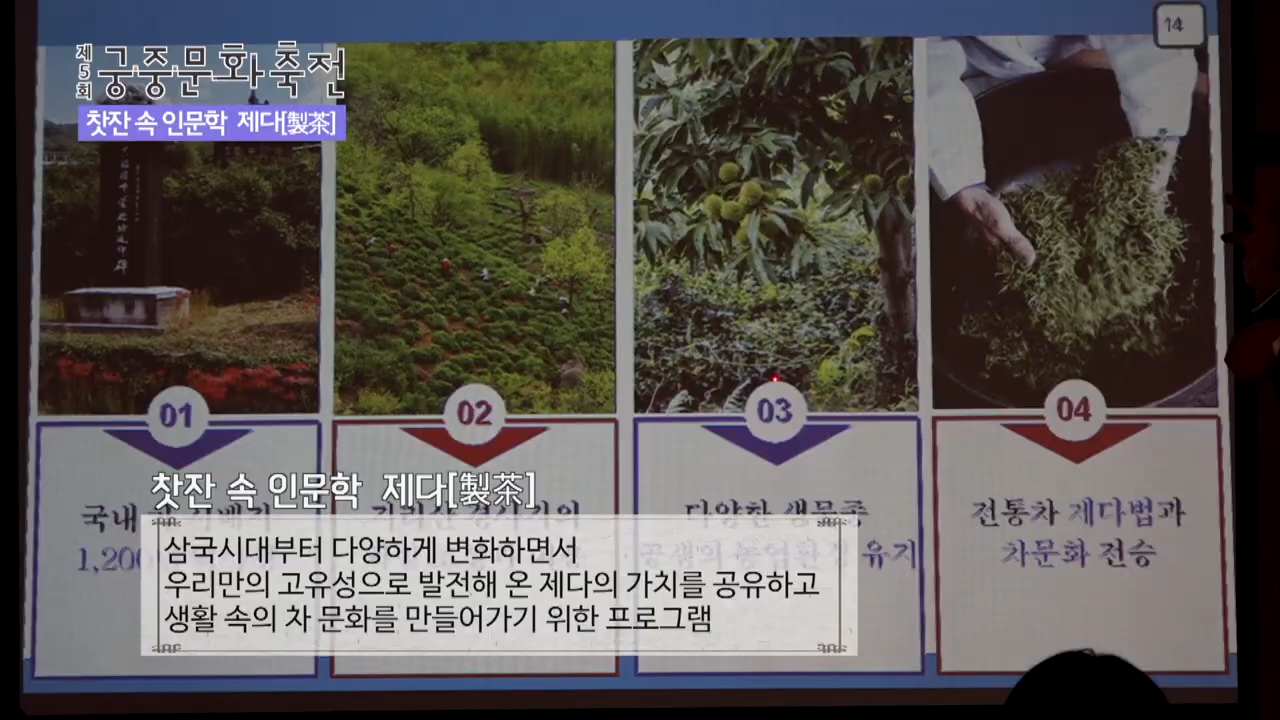 제5회 궁중문화축전
찻잔 속 인문학 제다[製茶]
14
01
02
03
04
국내
1,200
다양한 생물종
유지
전통차 제다법과
차문화 전승
찻잔 속 인문학 제다[製茶]
삼국시대부터 다양하게 변화하면서
우리만의 고유성으로 발전해 온 제다의 가치를 공유하고
생활 속의 차 문화를 만들어가기 위한 프로그램